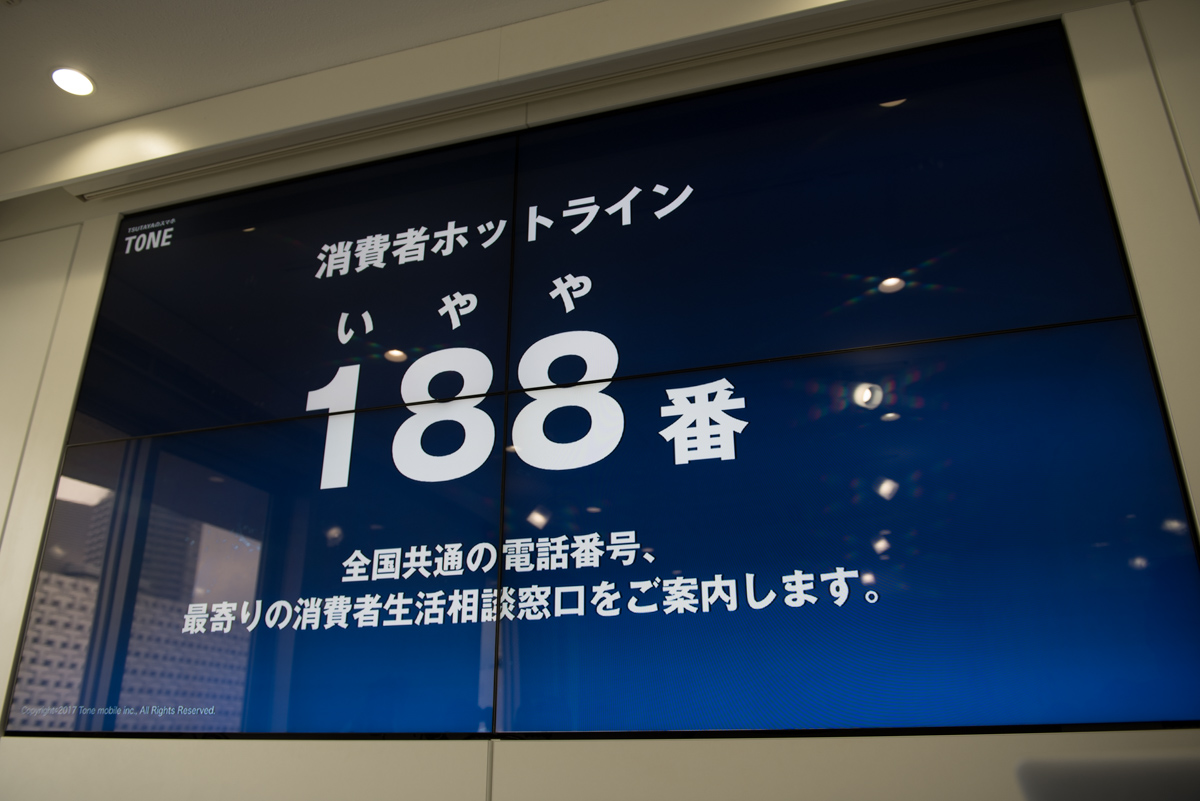 TSUTAYAのスマホ
TONE
消費者ホットライン
いやや
188番
全国共通の電話番号、
最寄りの消費者生活相談窓口をご案内します。
Copyright 2017 Tone mobile inc., All Rights Reserved.